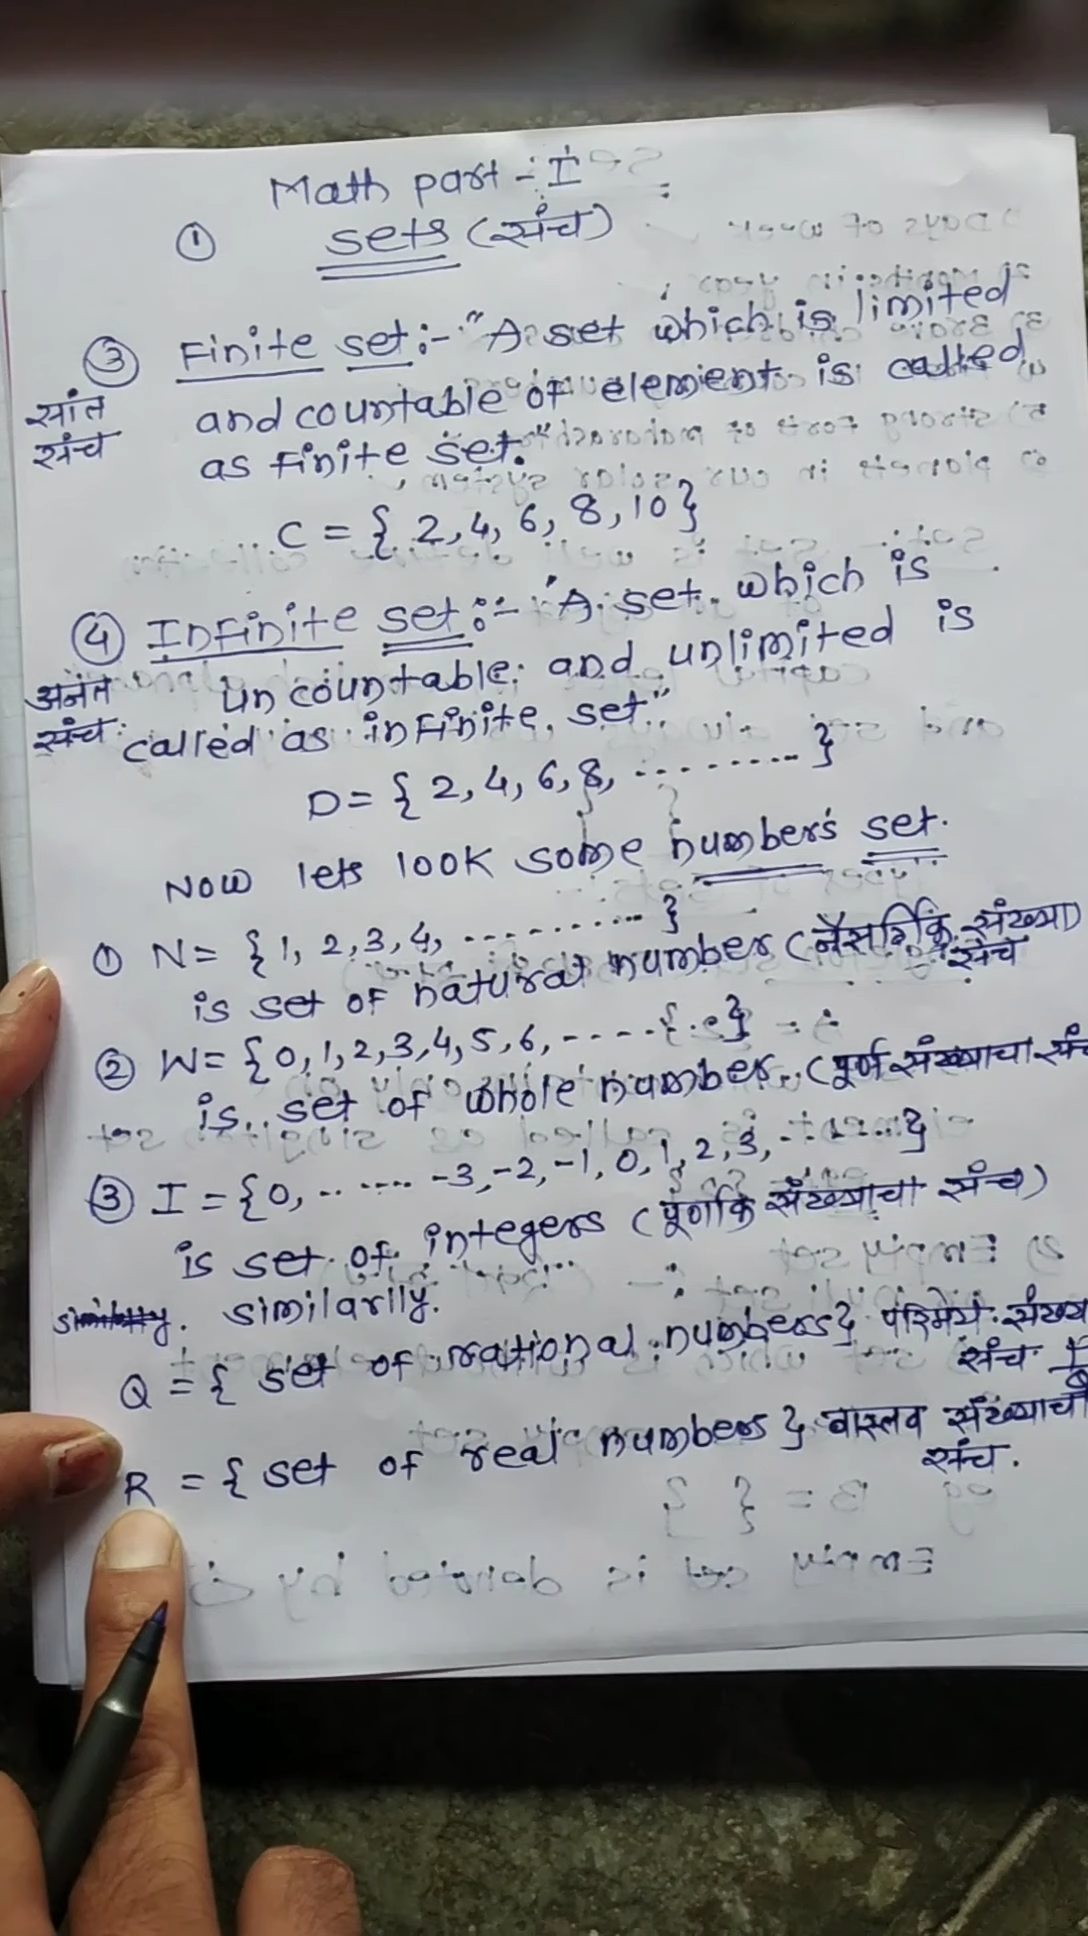 Math part - I
① sets (संच)
③ Finite set :- "A set which is limited
सांत संच
and countable of element is called
as Finite set."
C = { 2, 4, 6, 8, 10 }
④ Infinite set :- "A set which is
अनंत संच
un countable and unlimited is
called as infinite set."
D = { 2, 4, 6, 8, ......... }
Now lets look some numbers set.
① N = { 1, 2, 3, 4, .......... }
is set of natural number (नैसर्गिक संख्या संच
② W = { 0, 1, 2, 3, 4, 5, 6, ........ }
is set of whole number. (पूर्ण संख्याचा संच
③ I = {0, ....... -3, -2, -1, 0, 1, 2, 3, ....... }
is set of integers (पूर्णांक संख्याचा संच)
similarlly.
Q = { set of rational numbers } परिमेय संख्या संच
R = { set of real numbers } वास्तव संख्याचा संच.